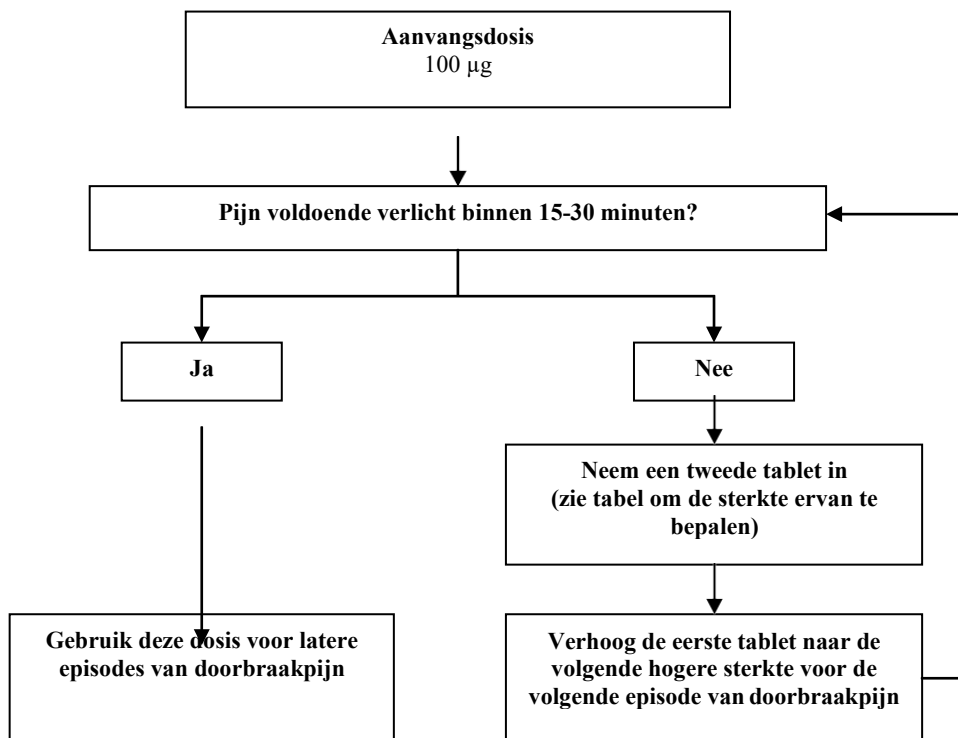 Aanvangsdosis
100 µg
Pijn voldoende verlicht binnen 15-30 minuten?
Ja
Nee
Neem een tweede tablet in
(zie tabel om de sterkte ervan te
bepalen)
Gebruik deze dosis voor latere
episodes van doorbraakpijn
Verhoog de eerste tablet naar de
volgende hogere sterkte voor de
volgende episode van doorbraakpijn